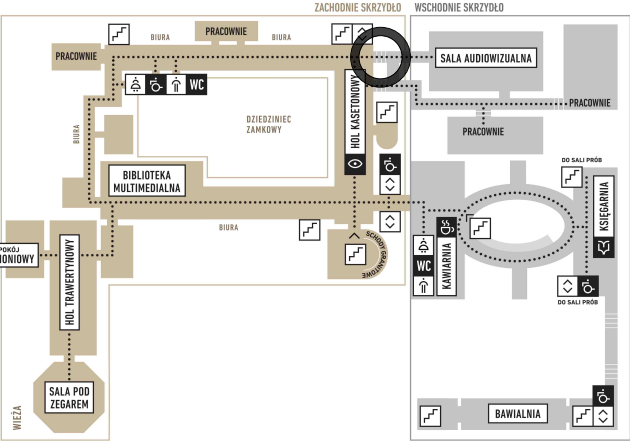 ZACHODNIE SKRZYDŁO
WSCHODNIE SKRZYDŁO
BIURA
PRACOWNIE
BIURA
PRACOWNIE
SALA AUDIOWIZUALNA
WC
HOL KASETONOWY
PRACOWNIE
DZIEDZINIEC
ZAMKOWY
PRACOWNIE
BIURA
BIBLIOTEKA
MULTIMEDIALNA
DO SALI PRÓB
KSIĘGARNIA
BIURA
SCHODY GRANITOWE
KAWIARNIA
WC
POKÓJ
HOL TRAWERTYNOWY
DO SALI PRÓB
SALA POD
ZEGAREM
WIEŻA
BAWIALNIA